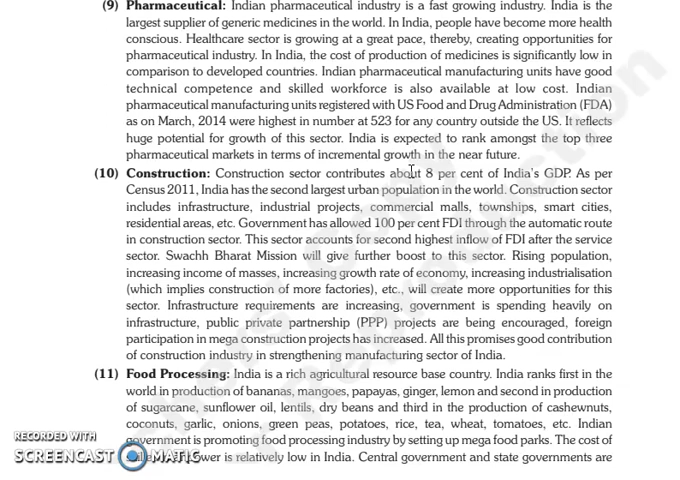 (9) Pharmaceutical: Indian pharmaceutical industry is a fast growing industry. India is the
largest supplier of generic medicines in the world. In India, people have become more health
conscious. Healthcare sector is growing at a great pace, thereby, creating opportunities for
pharmaceutical industry. In India, the cost of production of medicines is significantly low in
comparison to developed countries. Indian pharmaceutical manufacturing units have good
technical competence and skilled workforce is also available at low cost. Indian
pharmaceutical manufacturing units registered with US Food and Drug Administration (FDA)
as on March, 2014 were highest in number at 523 for any country outside the US. It reflects
huge potential for growth of this sector. India is expected to rank amongst the top three
pharmaceutical markets in terms of incremental growth in the near future.
(10) Construction: Construction sector contributes about 8 per cent of India's GDP. As per
Census 2011, India has the second largest urban population in the world. Construction sector
includes infrastructure, industrial projects, commercial malls, townships, smart cities,
residential areas, etc. Government has allowed 100 per cent FDI through the automatic route
in construction sector. This sector accounts for second highest inflow of FDI after the service
sector. Swachh Bharat Mission will give further boost to this sector. Rising population,
increasing income of masses, increasing growth rate of economy, increasing industrialisation
(which implies construction of more factories), etc., will create more opportunities for this
sector. Infrastructure requirements are increasing, government is spending heavily on
infrastructure, public private partnership (PPP) projects are being encouraged, foreign
participation in mega construction projects has increased. All this promises good contribution
of construction industry in strengthening manufacturing sector of India.
(11) Food Processing: India is a rich agricultural resource base country. India ranks first in the
world in production of bananas, mangoes, papayas, ginger, lemon and second in production
of sugarcane, sunflower oil, lentils, dry beans and third in the production of cashewnuts,
coconuts, garlic, onions, green peas, potatoes, rice, tea, wheat, tomatoes, etc. Indian
government is promoting food processing industry by setting up mega food parks. The cost of
is relatively low in India. Central government and state governments are
RECORDED WITH
SCREENCAST MATIC